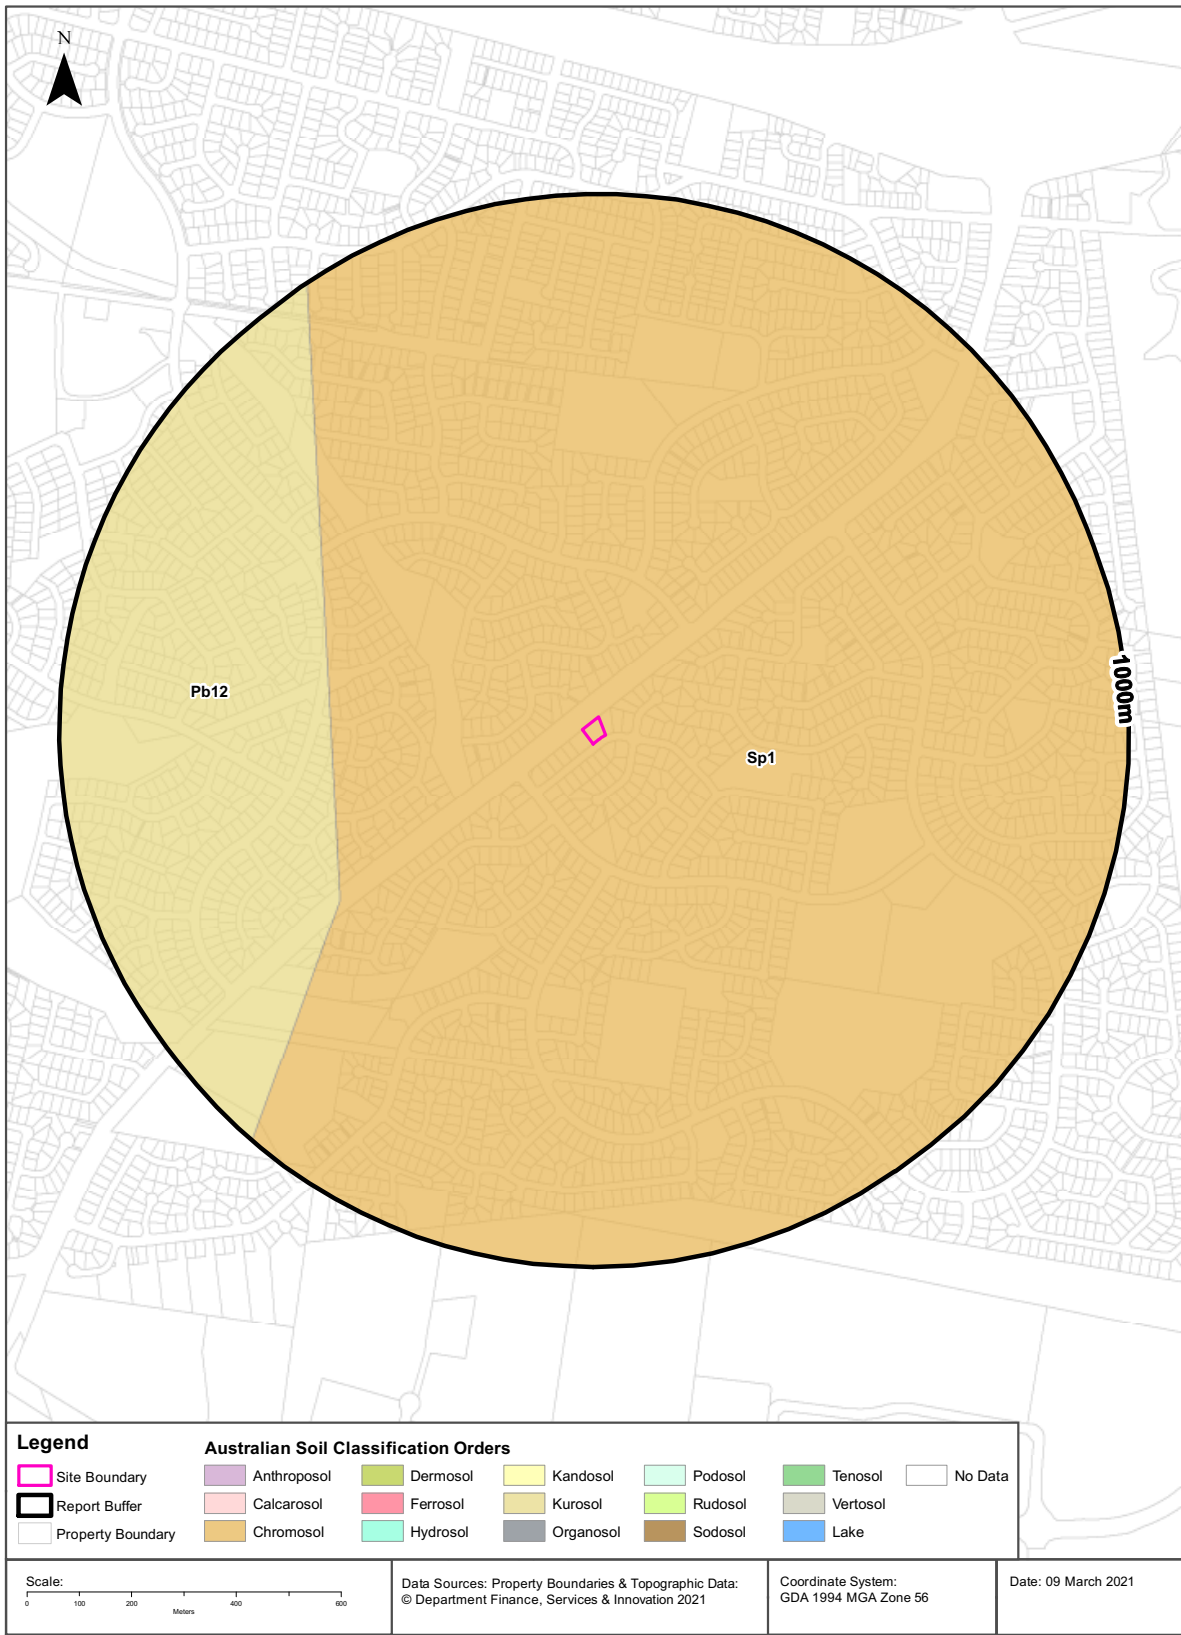 N
1000m
Pb12
Sp1
Legend
Site Boundary
Report Buffer
Property Boundary
Australian Soil Classification Orders
Anthroposol
Calcarosol
Chromosol
Dermosol
Ferrosol
Hydrosol
Kandosol
Kurosol
Organosol
Podosol
Rudosol
Sodosol
Tenosol
Vertosol
Lake
No Data
Scale:
0 100 200 400 600
Meters
Data Sources: Property Boundaries & Topographic Data:
© Department Finance, Services & Innovation 2021
Coordinate System:
GDA 1994 MGA Zone 56
Date: 09 March 2021